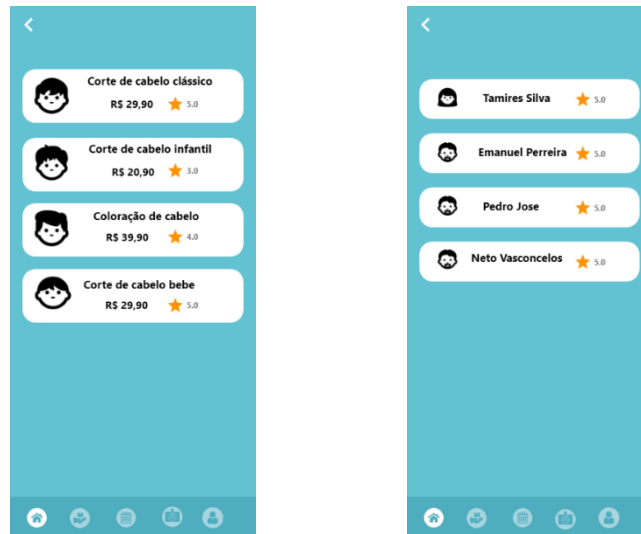 Corte de cabelo clássico
R$ 29,90 5.0
Corte de cabelo infantil
R$ 20,90 3.0
Coloração de cabelo
R$ 39,90 4.0
Corte de cabelo bebe
R$ 29,90 5.0
Tamires Silva 5.0
Emanuel Perreira 5.0
Pedro Jose 5.0
Neto Vasconcelos 5.0